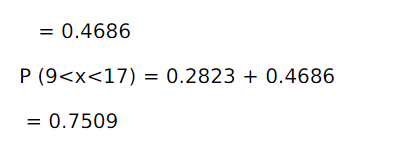 = 0.4686
P (9<x<17) = 0.2823 + 0.4686
= 0.7509